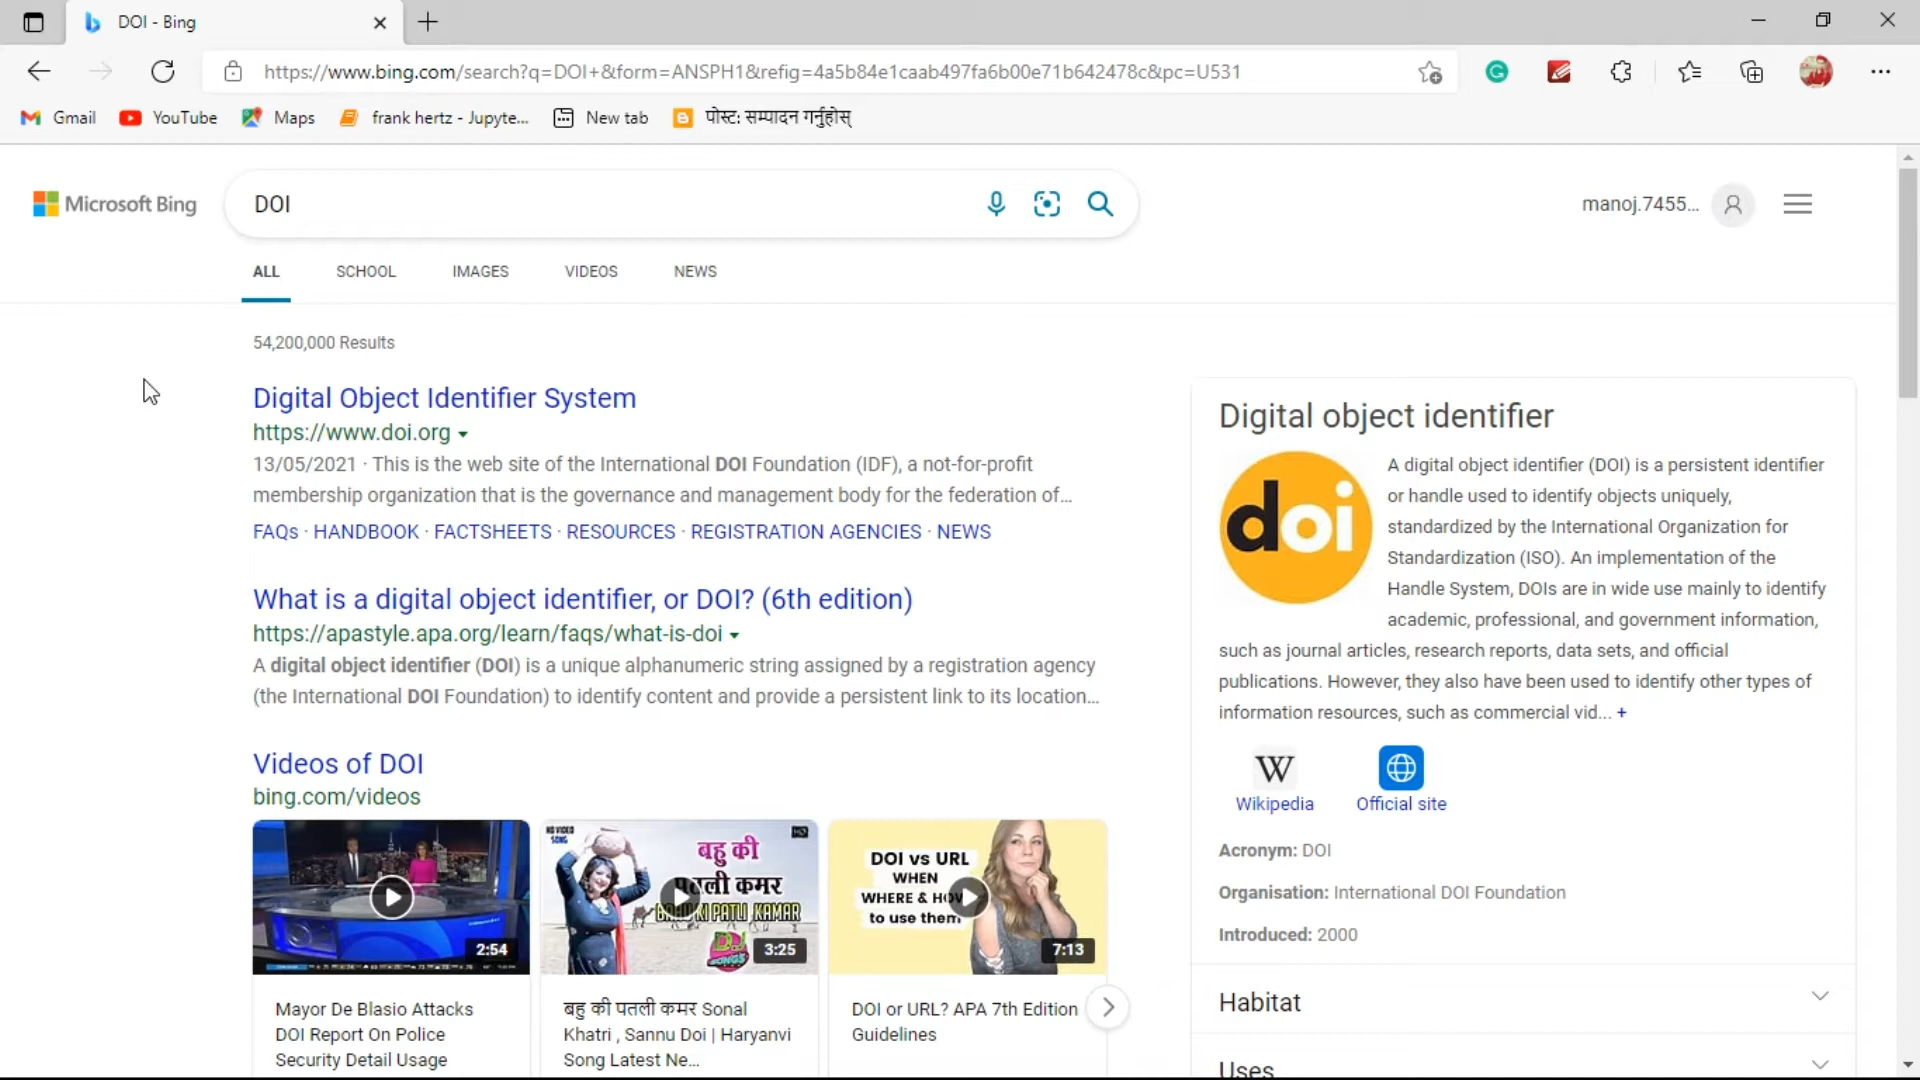 DOI - Bing
https://www.bing.com/search?q=DOI+&form=ANSPH1&refig=4a5b84e1caab497fa6b00e71b642478c&pc=U531
Gmail YouTube Maps frank hertz - Jupyte... New tab पोस्ट: सम्पादन गर्नुहोस्
Microsoft Bing
DOI
manoj.7455...
ALL SCHOOL IMAGES VIDEOS NEWS
54,200,000 Results
Digital Object Identifier System
https://www.doi.org
13/05/2021 · This is the web site of the International DOI Foundation (IDF), a not-for-profit
membership organization that is the governance and management body for the federation of...
FAQs · HANDBOOK · FACTSHEETS · RESOURCES · REGISTRATION AGENCIES · NEWS
What is a digital object identifier, or DOI? (6th edition)
https://apastyle.apa.org/learn/faqs/what-is-doi
A digital object identifier (DOI) is a unique alphanumeric string assigned by a registration agency
(the International DOI Foundation) to identify content and provide a persistent link to its location...
Videos of DOI
bing.com/videos
2:54
Mayor De Blasio Attacks
DOI Report On Police
Security Detail Usage
HD VIDEO
SONG
HQ
बहु की
पतली कमर
BAHU KI PATLI KAMAR
SONGS
3:25
बहु की पतली कमर Sonal
Khatri , Sannu Doi | Haryanvi
Song Latest Ne...
DOI vs URL
WHEN
WHERE & HOW
to use them
7:13
DOI or URL? APA 7th Edition
Guidelines
Digital object identifier
doi
A digital object identifier (DOI) is a persistent identifier
or handle used to identify objects uniquely,
standardized by the International Organization for
Standardization (ISO). An implementation of the
Handle System, DOIs are in wide use mainly to identify
academic, professional, and government information,
such as journal articles, research reports, data sets, and official
publications. However, they also have been used to identify other types of
information resources, such as commercial vid... +
W
Wikipedia Official site
Acronym: DOI
Organisation: International DOI Foundation
Introduced: 2000
Habitat
Uses